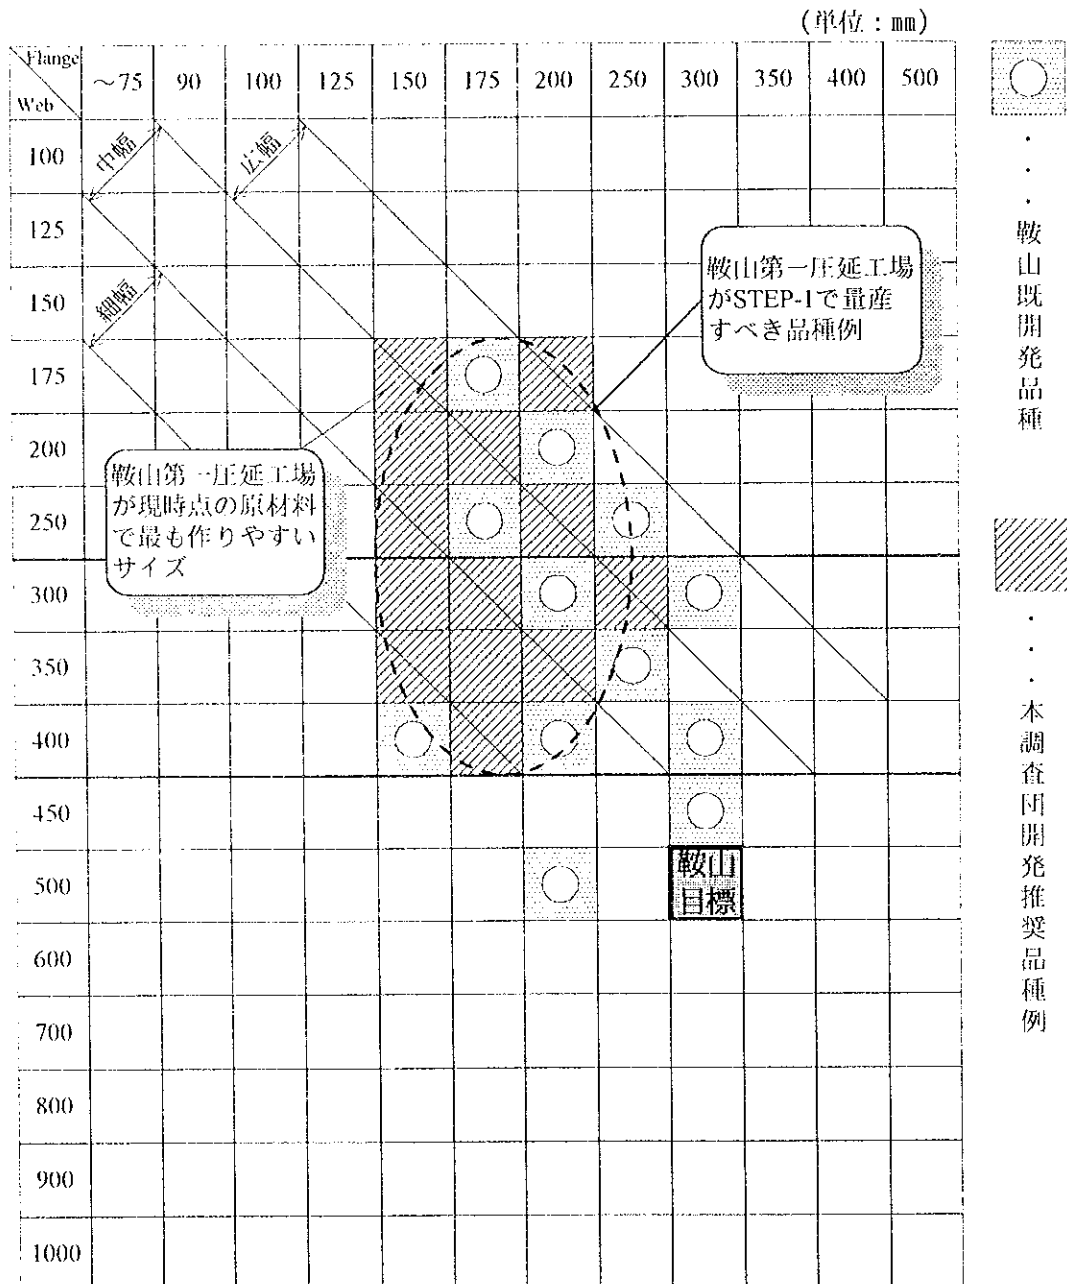 (単位：mm)
Flange
Web
～75 90 100 125 150 175 200 250 300 350 400 500
100
125
150
175
200
250
300
350
400
450
500
600
700
800
900
1000
中幅
広幅
細幅
鞍山第一圧延工場
がSTEP-1で量産
すべき品種例
鞍山第一圧延工場
が現時点の原材料
で最も作りやすい
サイズ
鞍山
目標
・・・鞍山既開発品種
・・・本調査団開発推奨品種例